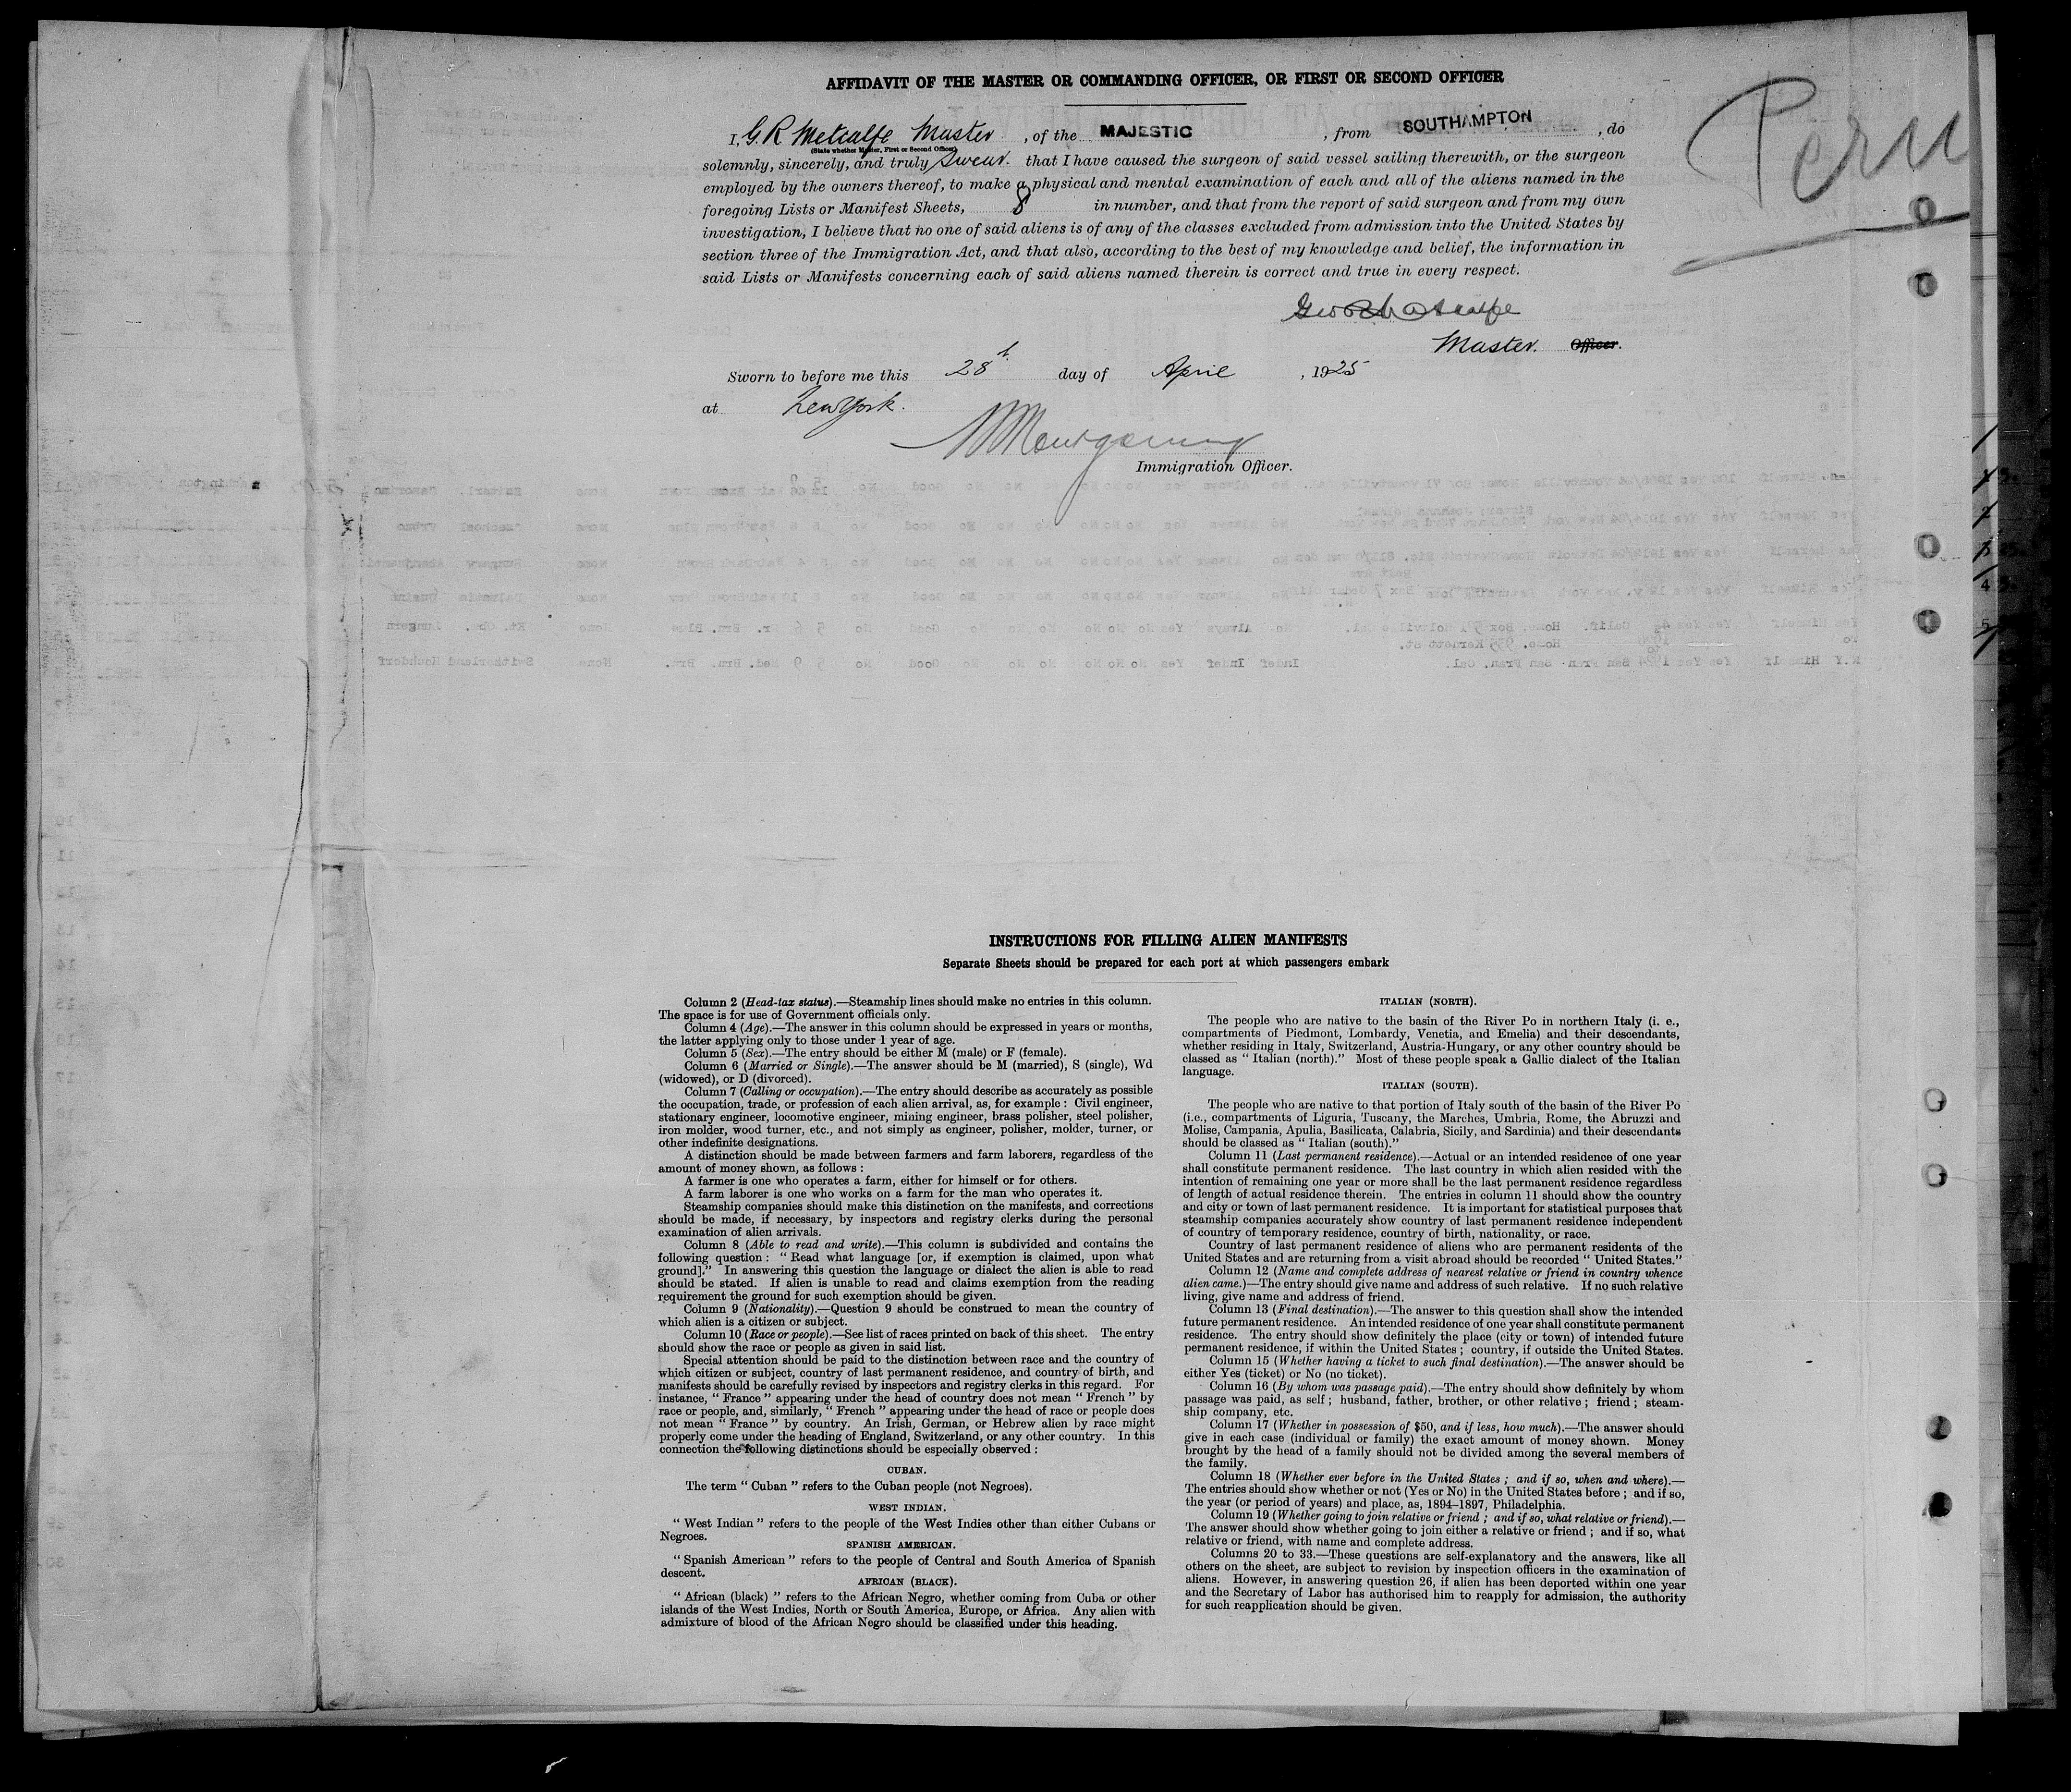 AFFIDAVIT OF THE MASTER OR COMMANDING OFFICER, OR FIRST OR SECOND OFFICER
I, G. R Metcalfe Master , of the MAJESTIC , from SOUTHAMPTON , do
(State whether Master, First or Second Officer)
solemnly, sincerely, and truly swear that I have caused the surgeon of said vessel sailing therewith, or the surgeon
employed by the owners thereof, to make a physical and mental examination of each and all of the aliens named in the
foregoing Lists or Manifest Sheets, 8 in number, and that from the report of said surgeon and from my own
investigation, I believe that no one of said aliens is of any of the classes excluded from admission into the United States by
section three of the Immigration Act, and that also, according to the best of my knowledge and belief, the information in
said Lists or Manifests concerning each of said aliens named therein is correct and true in every respect.
Peru
Geo R Metcalfe
Master. Officer.
Sworn to before me this 28th day of April , 1925
at New York.
Montgomery
Immigration Officer.
INSTRUCTIONS FOR FILLING ALIEN MANIFESTS
Separate Sheets should be prepared for each port at which passengers embark
Column 2 (Head-tax status).—Steamship lines should make no entries in this column.
The space is for use of Government officials only.
Column 4 (Age).—The answer in this column should be expressed in years or months,
the latter applying only to those under 1 year of age.
Column 5 (Sex).—The entry should be either M (male) or F (female).
Column 6 (Married or Single).—The answer should be M (married), S (single), Wd
(widowed), or D (divorced).
Column 7 (Calling or occupation).—The entry should describe as accurately as possible
the occupation, trade, or profession of each alien arrival, as, for example : Civil engineer,
stationary engineer, locomotive engineer, mining engineer, brass polisher, steel polisher,
iron molder, wood turner, etc., and not simply as engineer, polisher, molder, turner, or
other indefinite designations.
A distinction should be made between farmers and farm laborers, regardless of the
amount of money shown, as follows :
A farmer is one who operates a farm, either for himself or for others.
A farm laborer is one who works on a farm for the man who operates it.
Steamship companies should make this distinction on the manifests, and corrections
should be made, if necessary, by inspectors and registry clerks during the personal
examination of alien arrivals.
Column 8 (Able to read and write).—This column is subdivided and contains the
following question : “ Read what language [or, if exemption is claimed, upon what
ground].” In answering this question the language or dialect the alien is able to read
should be stated. If alien is unable to read and claims exemption from the reading
requirement the ground for such exemption should be given.
Column 9 (Nationality).—Question 9 should be construed to mean the country of
which alien is a citizen or subject.
Column 10 (Race or people).—See list of races printed on back of this sheet. The entry
should show the race or people as given in said list.
Special attention should be paid to the distinction between race and the country of
which citizen or subject, country of last permanent residence, and country of birth, and
manifests should be carefully revised by inspectors and registry clerks in this regard. For
instance, “ France ” appearing under the head of country does not mean “ French ” by
race or people, and, similarly, “ French ” appearing under the head of race or people does
not mean “ France ” by country. An Irish, German, or Hebrew alien by race might
properly come under the heading of England, Switzerland, or any other country. In this
connection the following distinctions should be especially observed :
CUBAN.
The term “ Cuban ” refers to the Cuban people (not Negroes).
WEST INDIAN.
“ West Indian ” refers to the people of the West Indies other than either Cubans or
Negroes.
SPANISH AMERICAN.
“ Spanish American ” refers to the people of Central and South America of Spanish
descent.
AFRICAN (BLACK).
“ African (black) ” refers to the African Negro, whether coming from Cuba or other
islands of the West Indies, North or South America, Europe, or Africa. Any alien with
admixture of blood of the African Negro should be classified under this heading.
ITALIAN (NORTH).
The people who are native to the basin of the River Po in northern Italy (i. e.,
compartments of Piedmont, Lombardy, Venetia, and Emelia) and their descendants,
whether residing in Italy, Switzerland, Austria-Hungary, or any other country should be
classed as “ Italian (north).” Most of these people speak a Gallic dialect of the Italian
language.
ITALIAN (SOUTH).
The people who are native to that portion of Italy south of the basin of the River Po
(i.e., compartments of Liguria, Tuscany, the Marches, Umbria, Rome, the Abruzzi and
Molise, Campania, Apulia, Basilicata, Calabria, Sicily, and Sardinia) and their descendants
should be classed as “ Italian (south).”
Column 11 (Last permanent residence).—Actual or an intended residence of one year
shall constitute permanent residence. The last country in which alien resided with the
intention of remaining one year or more shall be the last permanent residence regardless
of length of actual residence therein. The entries in column 11 should show the country
and city or town of last permanent residence. It is important for statistical purposes that
steamship companies accurately show country of last permanent residence independent
of country of temporary residence, country of birth, nationality, or race.
Country of last permanent residence of aliens who are permanent residents of the
United States and are returning from a visit abroad should be recorded “ United States.”
Column 12 (Name and complete address of nearest relative or friend in country whence
alien came.)—The entry should give name and address of such relative. If no such relative
living, give name and address of friend.
Column 13 (Final destination).—The answer to this question shall show the intended
future permanent residence. An intended residence of one year shall constitute permanent
residence. The entry should show definitely the place (city or town) of intended future
permanent residence, if within the United States ; country, if outside the United States.
Column 15 (Whether having a ticket to such final destination).—The answer should be
either Yes (ticket) or No (no ticket).
Column 16 (By whom was passage paid).—The entry should show definitely by whom
passage was paid, as self ; husband, father, brother, or other relative ; friend ; steam-
ship company, etc.
Column 17 (Whether in possession of $50, and if less, how much).—The answer should
give in each case (individual or family) the exact amount of money shown. Money
brought by the head of a family should not be divided among the several members of
the family.
Column 18 (Whether ever before in the United States ; and if so, when and where).—
The entries should show whether or not (Yes or No) in the United States before ; and if so,
the year (or period of years) and place, as, 1894–1897, Philadelphia.
Column 19 (Whether going to join relative or friend ; and if so, what relative or friend).—
The answer should show whether going to join either a relative or friend ; and if so, what
relative or friend, with name and complete address.
Columns 20 to 33.—These questions are self-explanatory and the answers, like all
others on the sheet, are subject to revision by inspection officers in the examination of
aliens. However, in answering question 26, if alien has been deported within one year
and the Secretary of Labor has authorised him to reapply for admission, the authority
for such reapplication should be given.